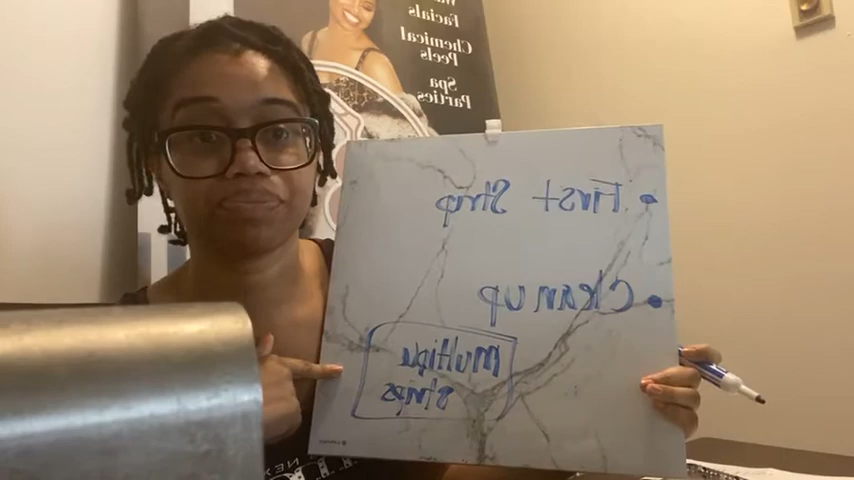 Facials
Chemical
Peels
Spa
Parties
• First Strip
• Clean up
Multiple
strips